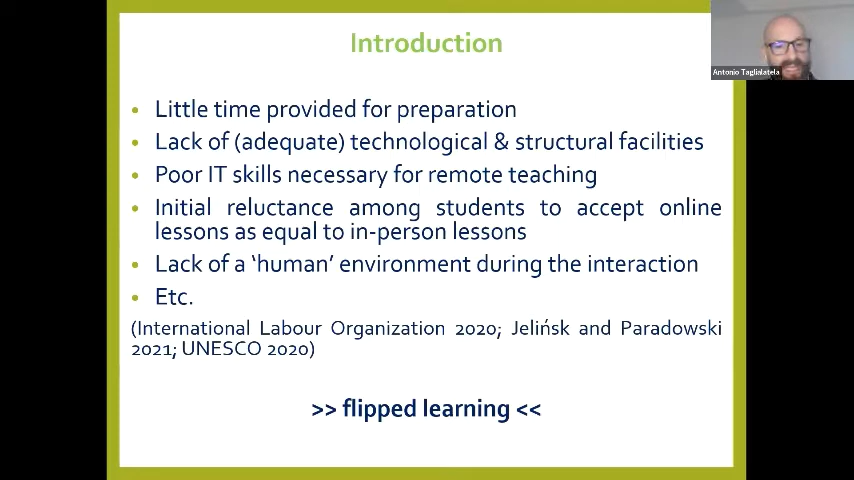 Introduction
Antonio Taglialatela
• Little time provided for preparation
• Lack of (adequate) technological & structural facilities
• Poor IT skills necessary for remote teaching
• Initial reluctance among students to accept online
lessons as equal to in-person lessons
• Lack of a ‘human’ environment during the interaction
• Etc.
(International Labour Organization 2020; Jelińsk and Paradowski
2021; UNESCO 2020)
>> flipped learning <<